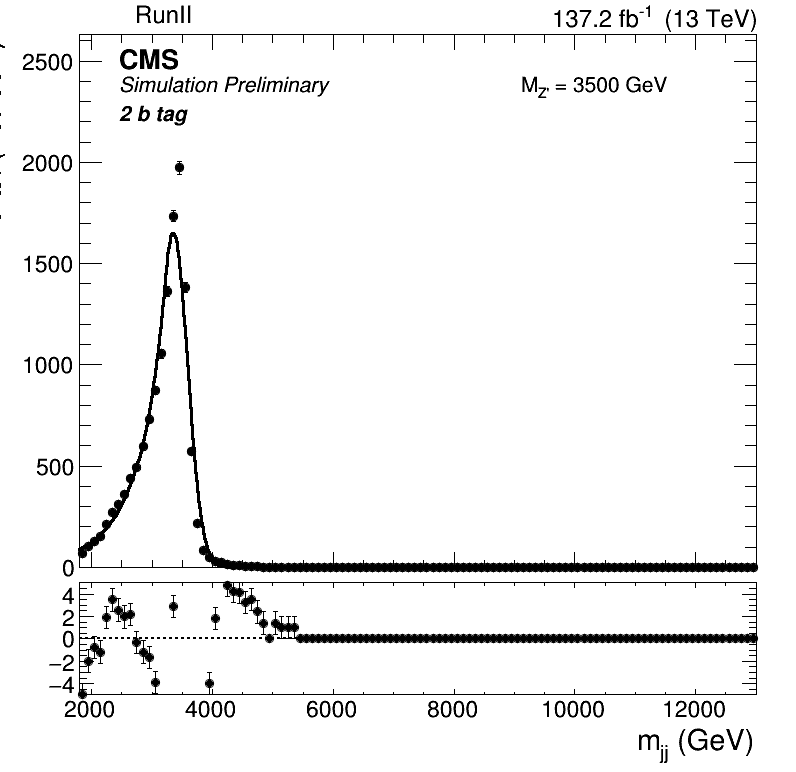 RunII
137.2 fb⁻¹ (13 TeV)
CMS
Simulation Preliminary
2 b tag
M_Z' = 3500 GeV
2500
2000
1500
1000
500
0
4
2
0
−2
−4
2000 4000 6000 8000 10000 12000
m_jj (GeV)